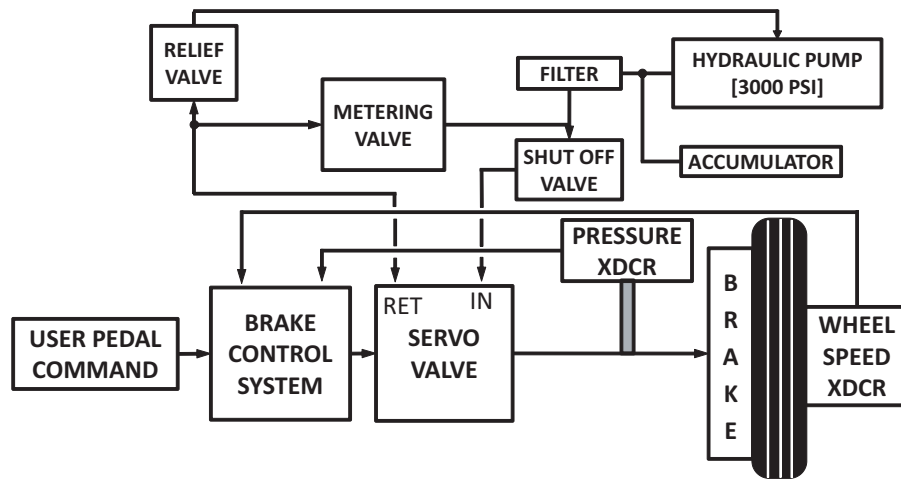 RELIEF
VALVE
METERING
VALVE
FILTER
HYDRAULIC PUMP
[3000 PSI]
SHUT OFF
VALVE
ACCUMULATOR
PRESSURE
XDCR
USER PEDAL
COMMAND
BRAKE
CONTROL
SYSTEM
RET
IN
SERVO
VALVE
B
R
A
K
E
WHEEL
SPEED
XDCR